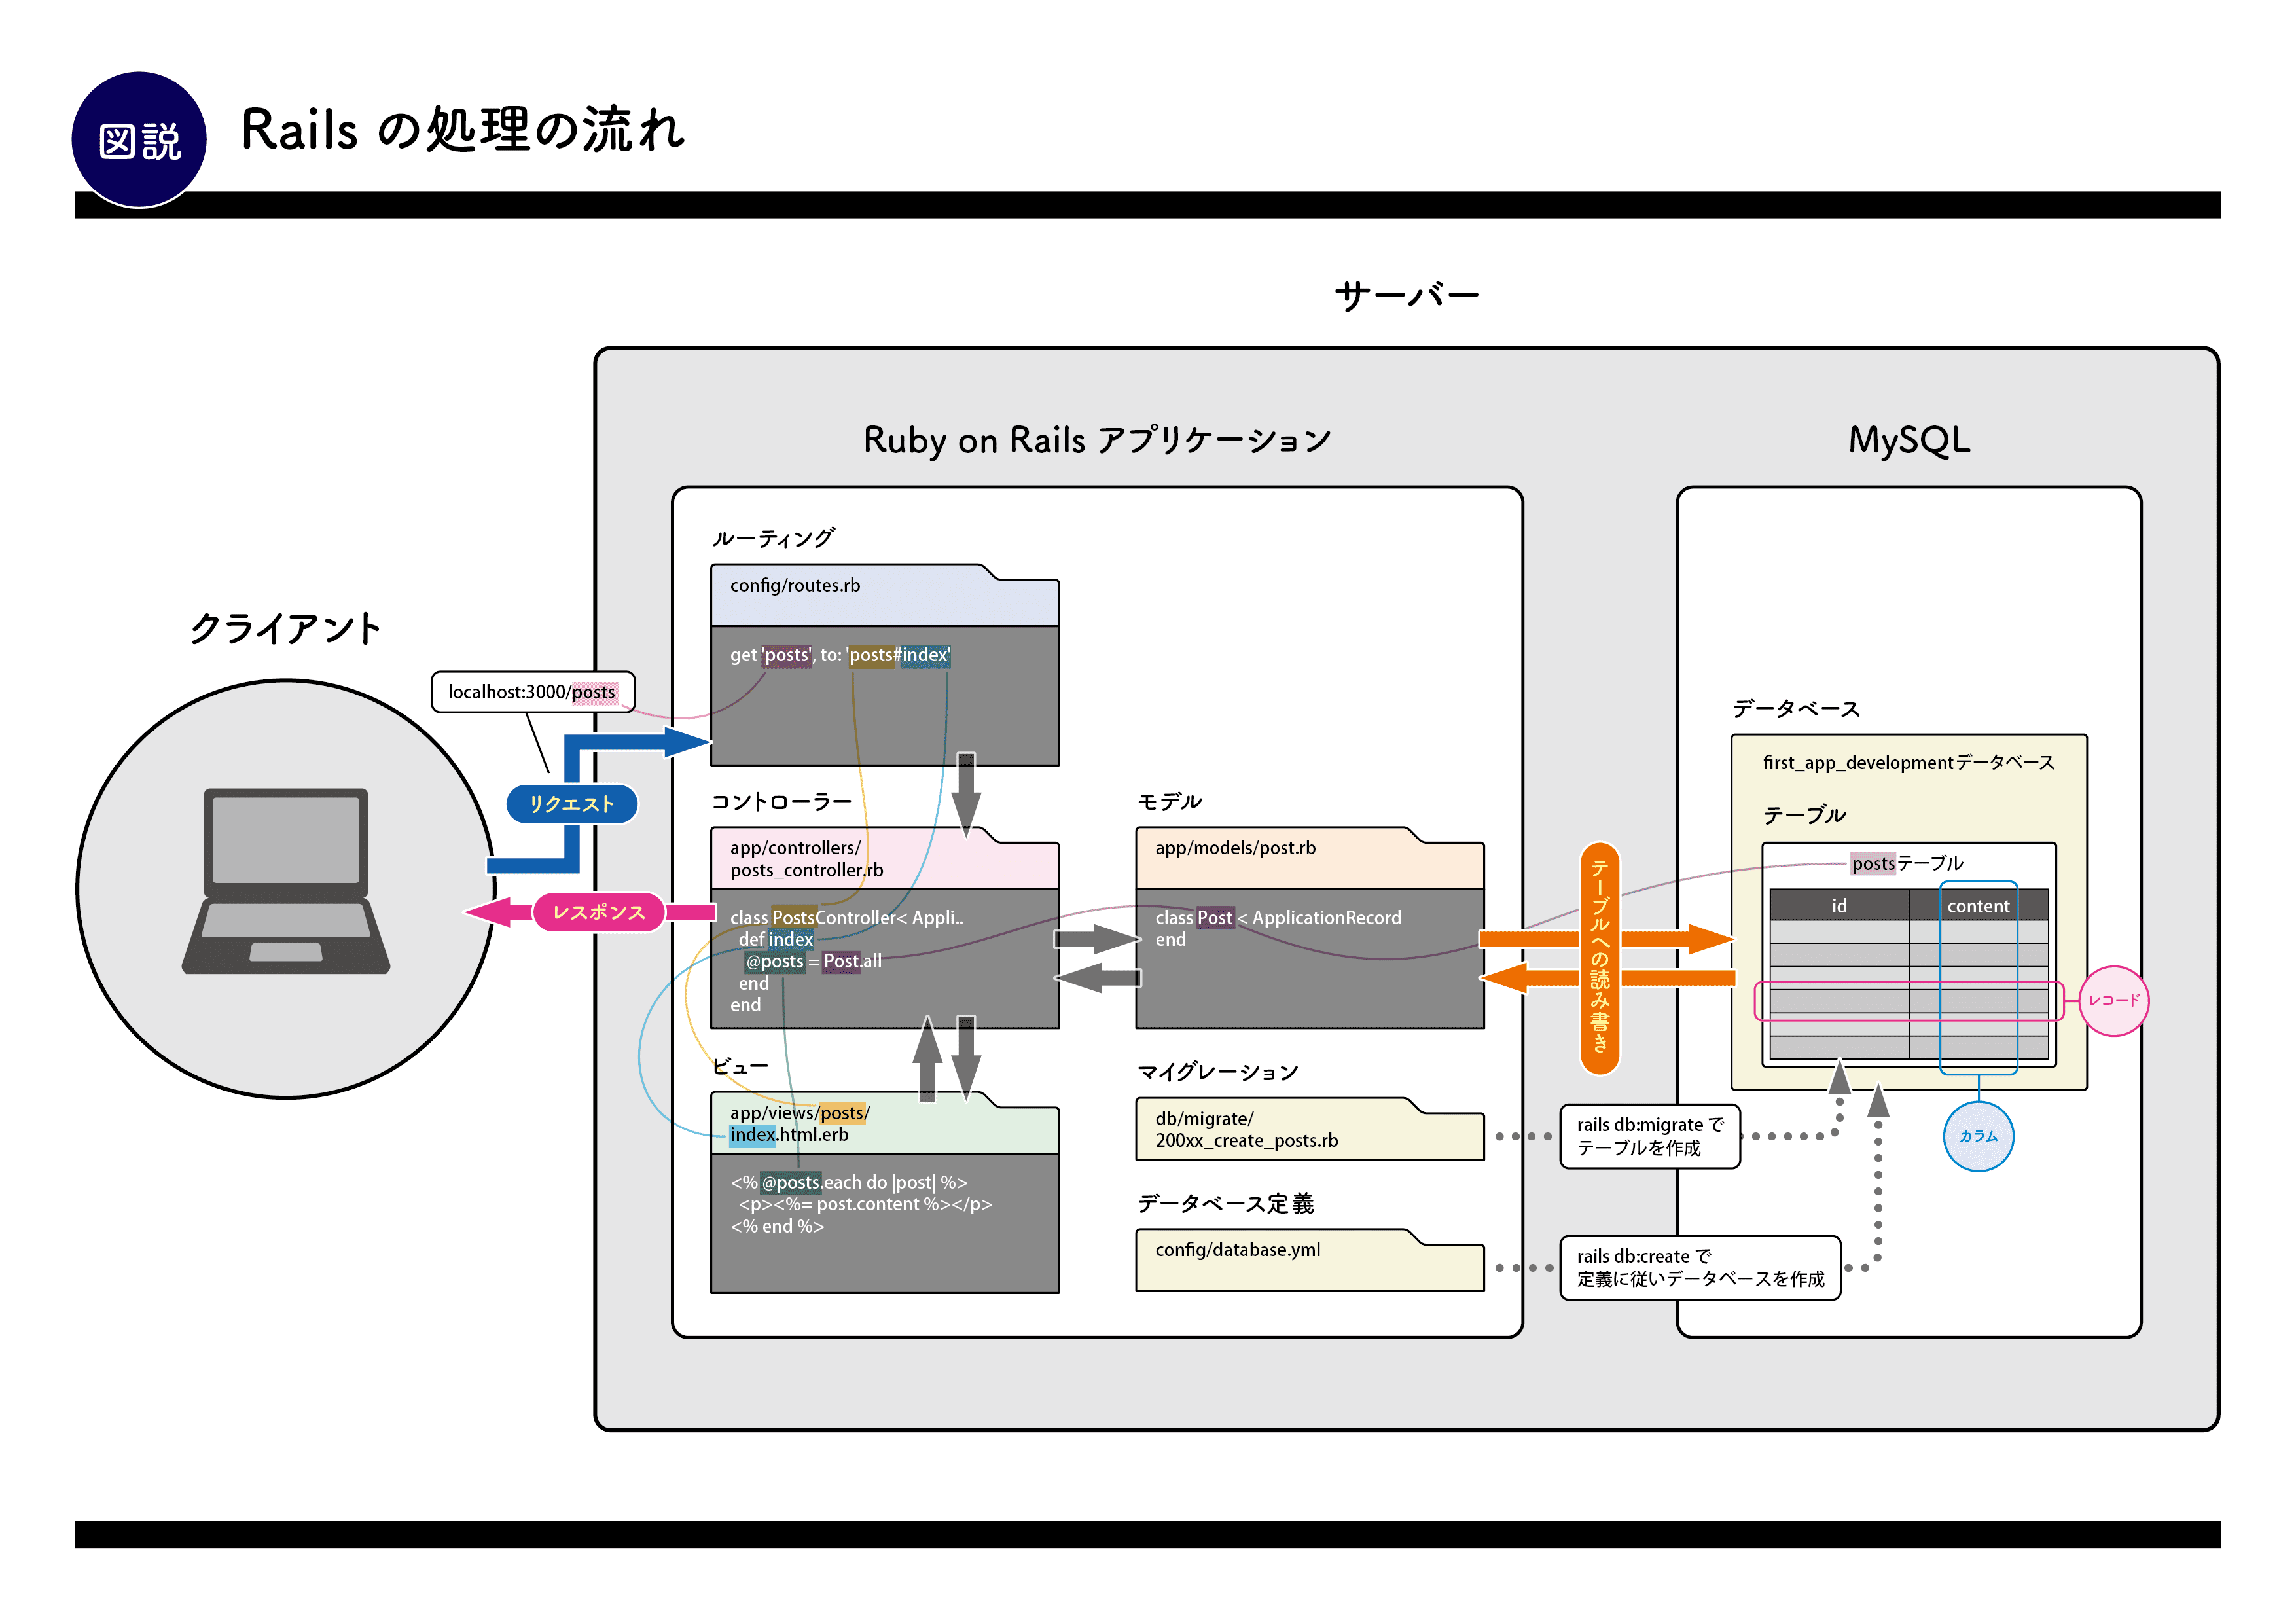 図説
Rails の処理の流れ
サーバー
Ruby on Rails アプリケーション
MySQL
クライアント
localhost:3000/posts
リクエスト
レスポンス
ルーティング
config/routes.rb
get 'posts', to: 'posts#index'
コントローラー
app/controllers/
posts_controller.rb
class PostsController< Appli..
def index
@posts = Post.all
end
end
ビュー
app/views/posts/
index.html.erb
<% @posts.each do |post| %>
<p><%= post.content %></p>
<% end %>
モデル
app/models/post.rb
class Post < ApplicationRecord
end
マイグレーション
db/migrate/
200xx_create_posts.rb
データベース定義
config/database.yml
テーブルへの読み書き
rails db:migrate で
テーブルを作成
rails db:create で
定義に従いデータベースを作成
データベース
first_app_developmentデータベース
テーブル
postsテーブル
id
content
レコード
カラム